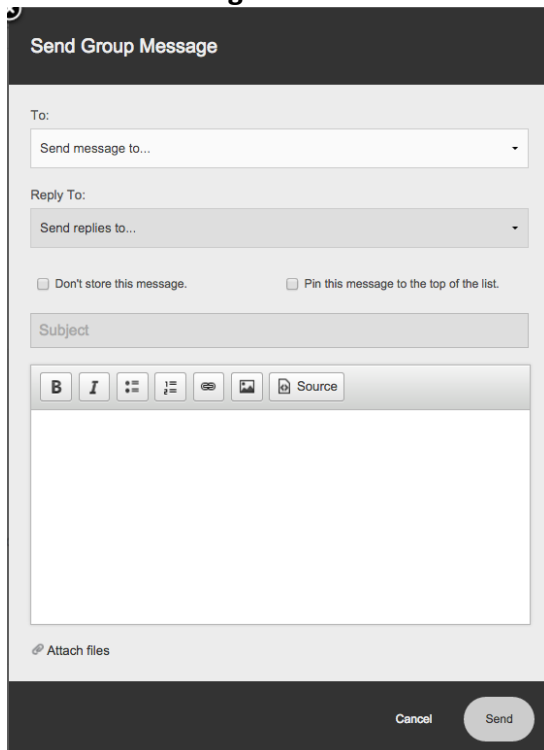 Send Group Message
To:
Send message to...
Reply To:
Send replies to...
Don't store this message. Pin this message to the top of the list.
Subject
B I Source
Attach files
Cancel Send